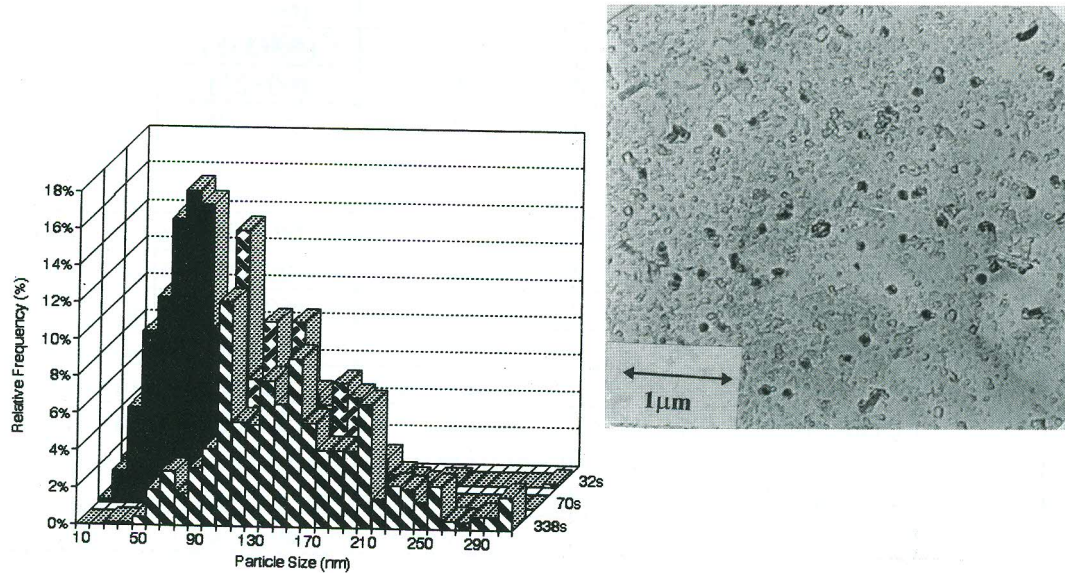 18%
16%
14%
12%
10%
8%
6%
4%
2%
0%
Relative Frequency (%)
10 50 90 130 170 210 250 290
Particle Size (nm)
32s
70s
338s
1μm